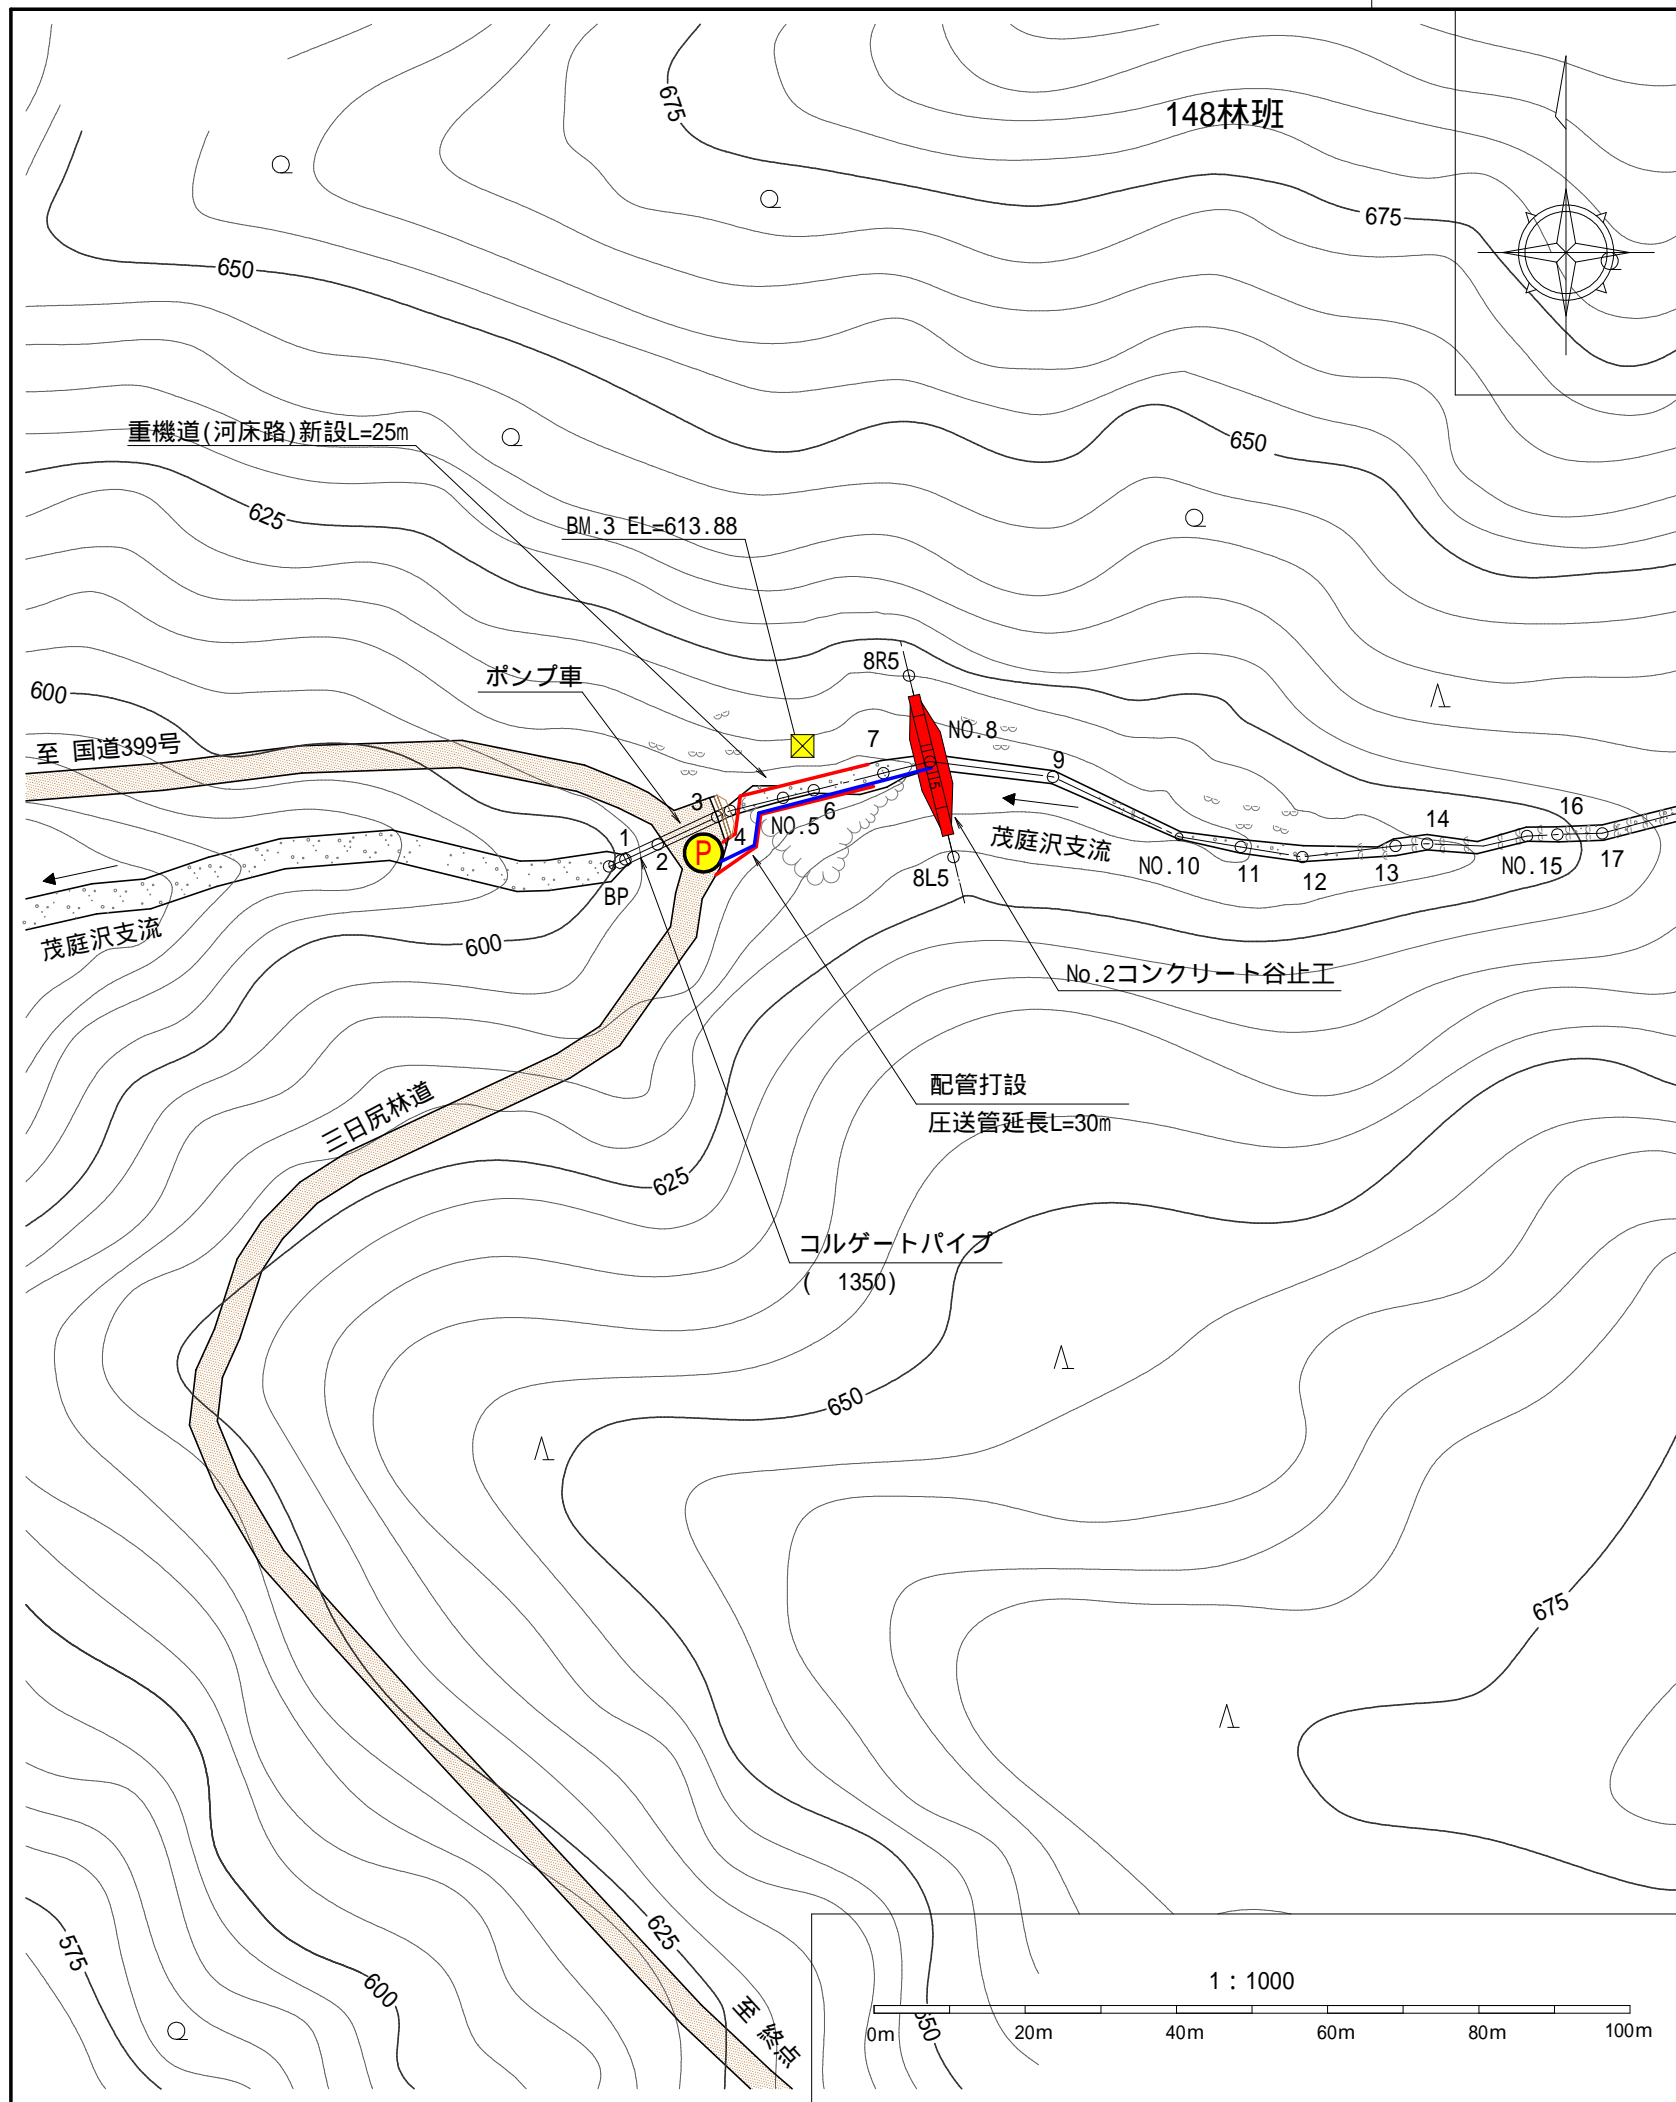 148林班
675
675
650
650
重機道(河床路)新設L=25m
625
BM.3 EL=613.88
ポンプ車
8R5
600
NO.8
至 国道399号
7
9
3
6
NO.5
4
1
P
2
BP
茂庭沢支流
8L5
NO.10
11
12
13
14
NO.15
16
17
茂庭沢支流
600
No.2コンクリート谷止工
配管打設
圧送管延長L=30m
三日尻林道
625
コルゲートパイプ
( 1350)
650
675
625
575
600
至 終点
1：1000
0m
650
20m
40m
60m
80m
100m